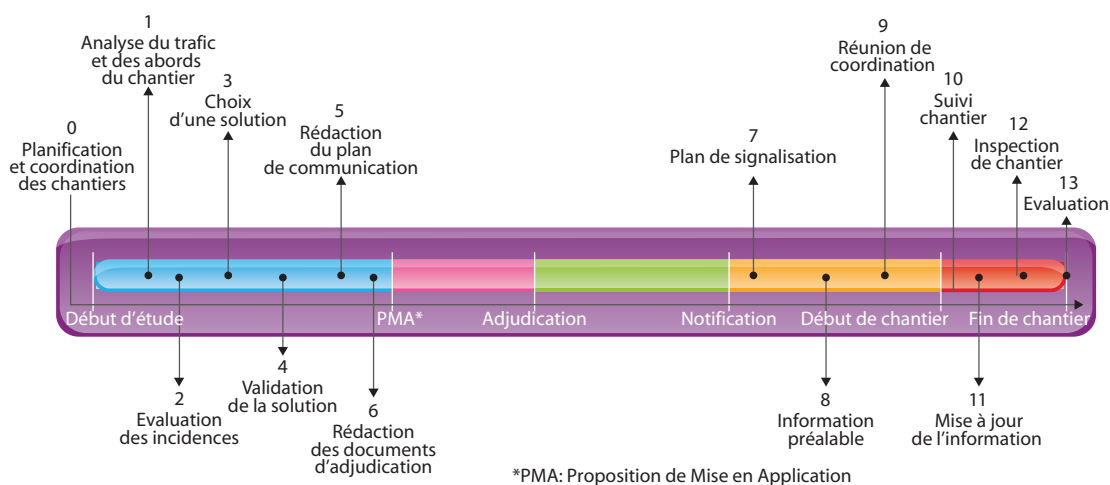 0
Planification
et coordination
des chantiers
1
Analyse du trafic
et des abords
du chantier
3
Choix
d'une solution
5
Rédaction
du plan
de communication
7
Plan de signalisation
9
Réunion de
coordination
10
Suivi
chantier
12
Inspection
de chantier
13
Evaluation
Début d'étude
PMA*
Adjudication
Notification
Début de chantier
Fin de chantier
2
Evaluation
des incidences
4
Validation
de la solution
6
Rédaction
des documents
d'adjudication
8
Information
préalable
11
Mise à jour
de l'information
*PMA: Proposition de Mise en Application